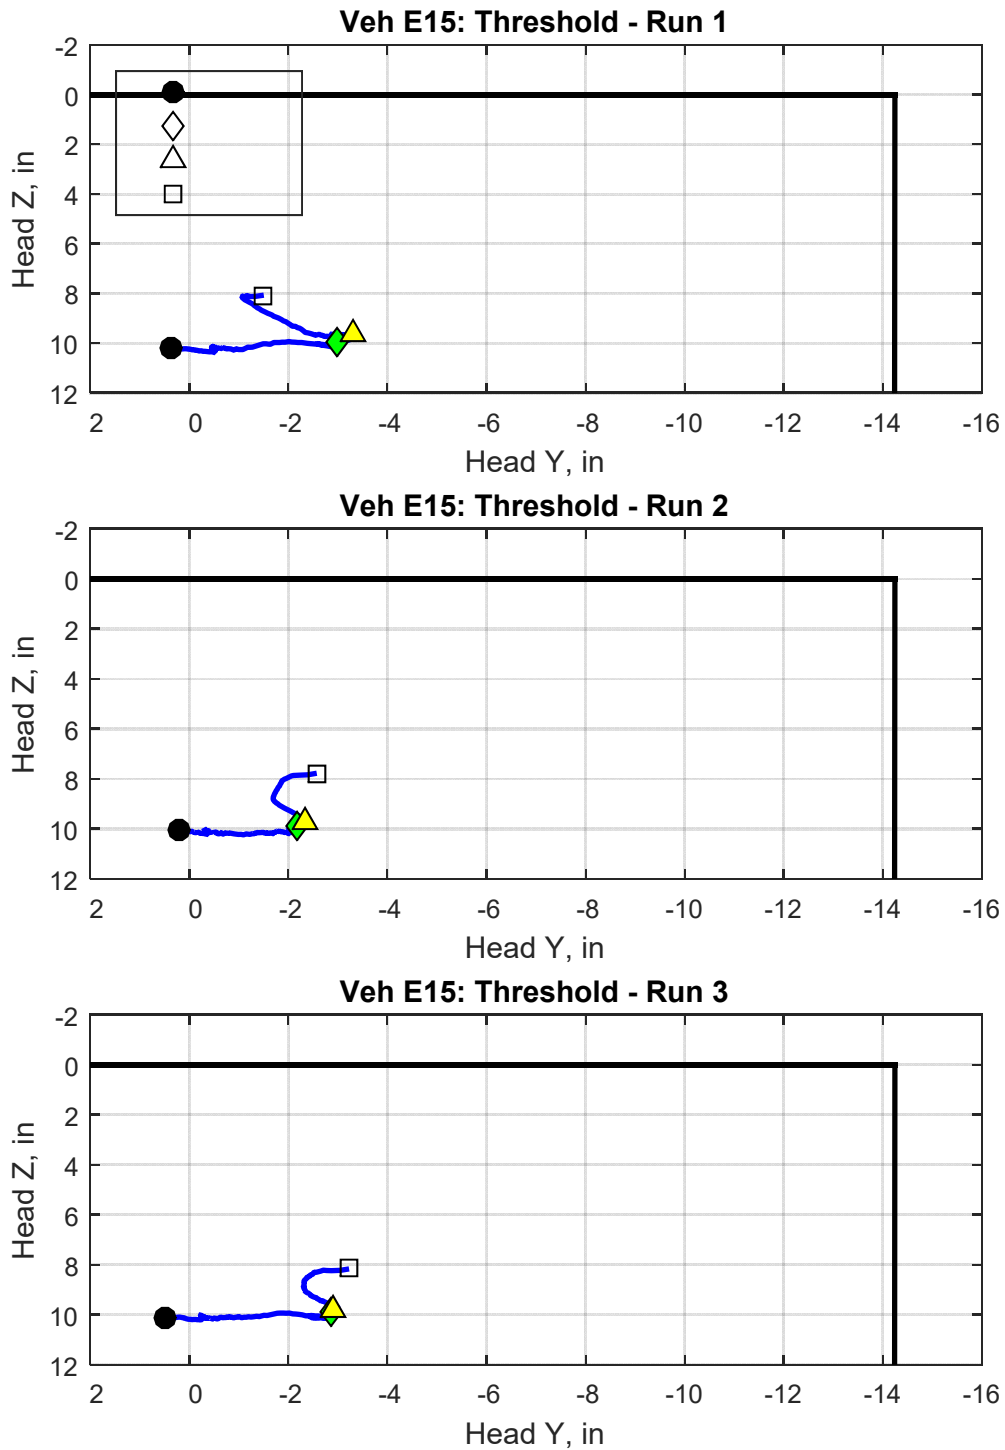 Veh E15: Threshold - Run 1
-2
0
2
4
6
8
10
12
Head Z, in
2 0 -2 -4 -6 -8 -10 -12 -14 -16
Head Y, in
Veh E15: Threshold - Run 2
-2
0
2
4
6
8
10
12
Head Z, in
2 0 -2 -4 -6 -8 -10 -12 -14 -16
Head Y, in
Veh E15: Threshold - Run 3
-2
0
2
4
6
8
10
12
Head Z, in
2 0 -2 -4 -6 -8 -10 -12 -14 -16
Head Y, in